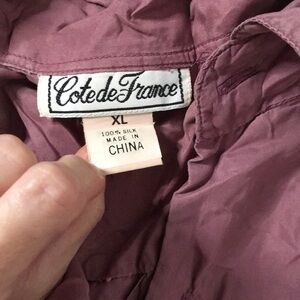 Cote de France
XL
100% SILK
MADE IN
CHINA